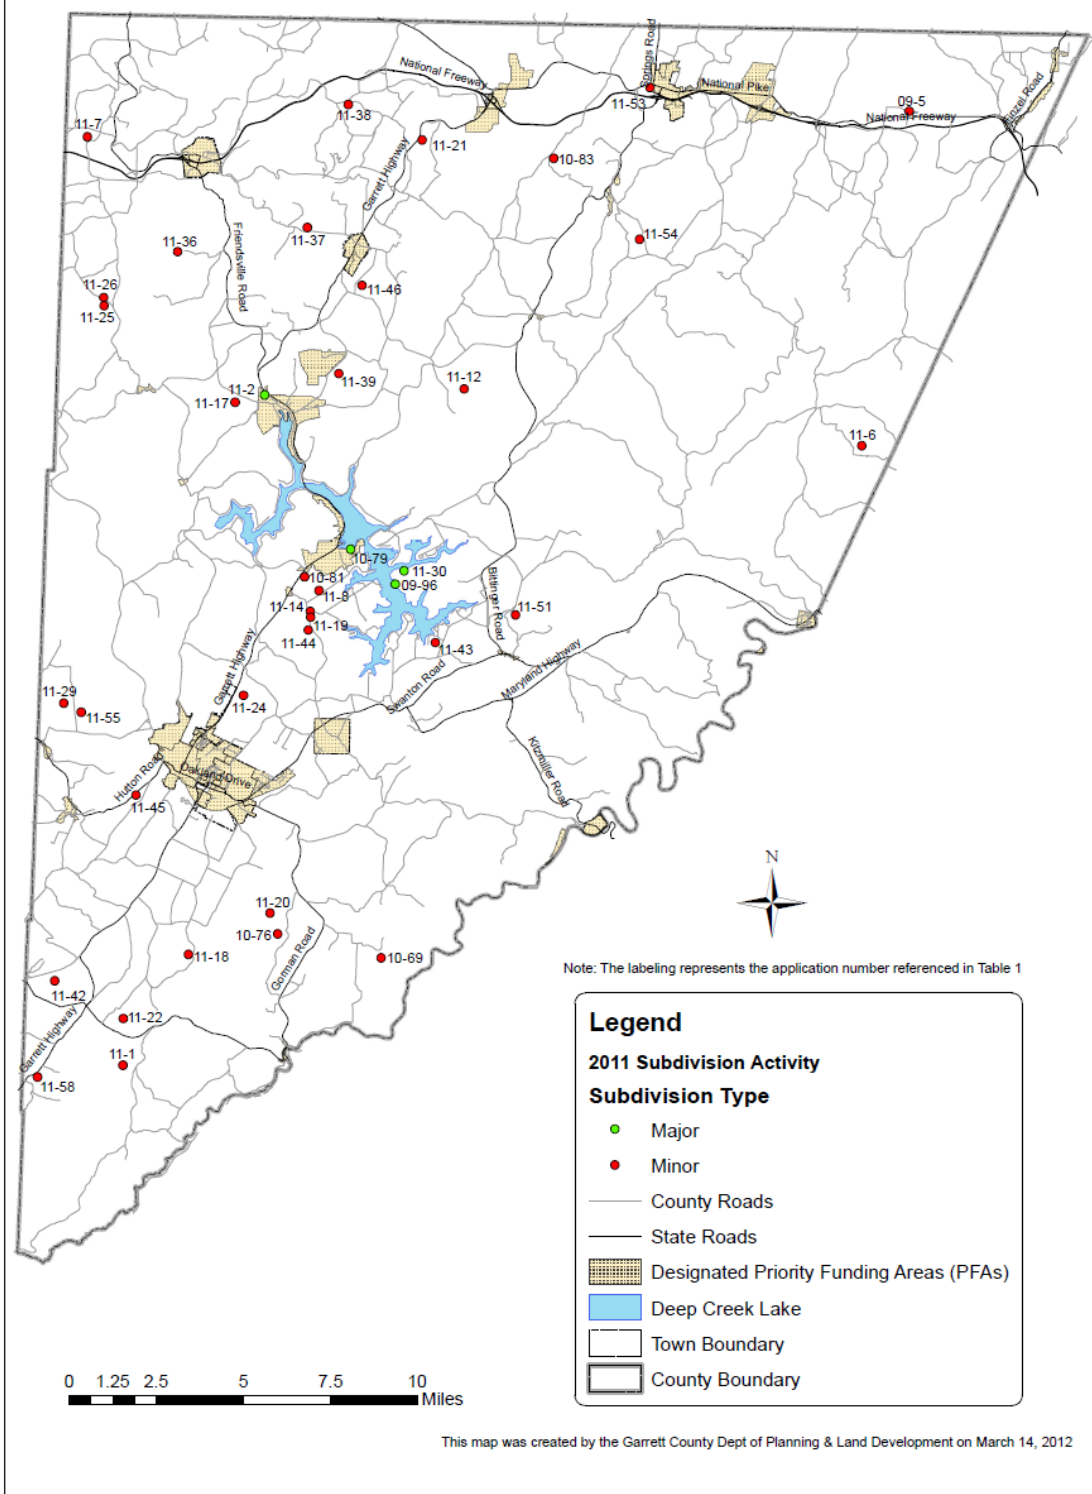 Springs Road
National Freeway
National Pike
11-53
09-5
National Freeway
Finzel Road
11-38
11-7
11-21
10-83
Garrett Highway
11-37
11-54
11-36
Friendsville Road
11-46
11-26
11-25
11-39
11-12
11-2
11-17
11-6
10-79
11-30
10-81
09-96
11-8
11-14
11-19
11-44
Bittinger Road
11-51
11-43
Garrett Highway
Swanton Road
Maryland Highway
11-29
11-55
11-24
Hutton Road
Oakland Drive
Kitzmiller Road
11-45
11-20
10-76
11-18
Gorman Road
10-69
11-42
11-22
Garrett Highway
11-1
11-58
N
Note: The labeling represents the application number referenced in Table 1
Legend
2011 Subdivision Activity
Subdivision Type
Major
Minor
County Roads
State Roads
Designated Priority Funding Areas (PFAs)
Deep Creek Lake
Town Boundary
County Boundary
0 1.25 2.5 5 7.5 10
Miles
This map was created by the Garrett County Dept of Planning & Land Development on March 14, 2012